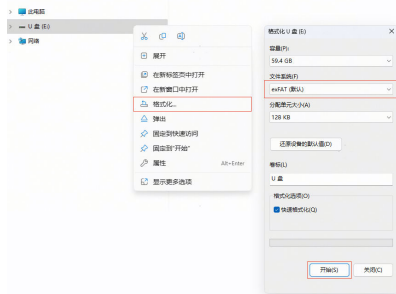 此电脑
U 盘 (E:)
网络
展开
在新标签页中打开
在新窗口中打开
格式化...
弹出
固定到快速访问
固定到"开始"
属性 Alt+Enter
显示更多选项
格式化 U 盘 (E:)
容量(P):
59.4 GB
文件系统(F)
exFAT (默认)
分配单元大小(A)
128 KB
还原设备的默认值(D)
卷标(L)
U 盘
格式化选项(O)
快速格式化(Q)
开始(S)
关闭(C)